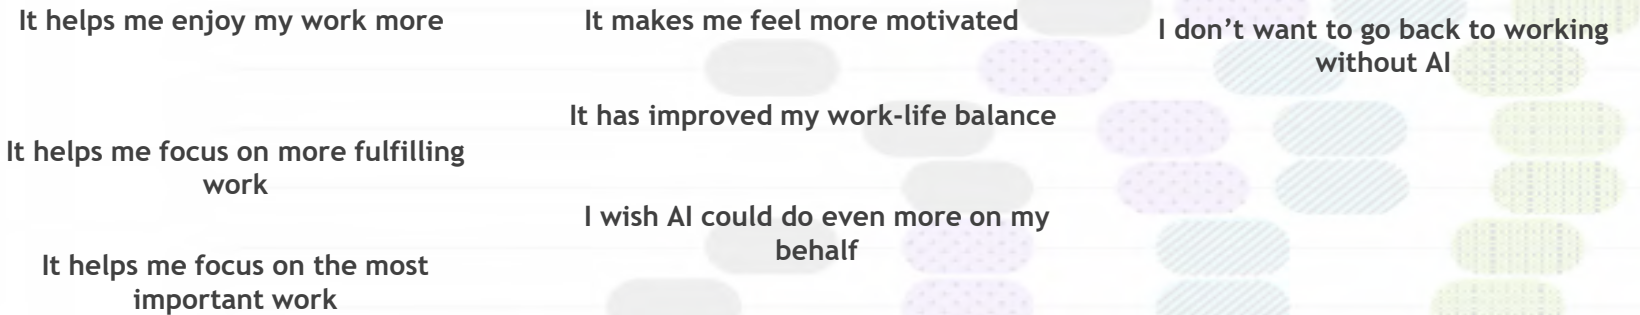 It helps me enjoy my work more
It helps me focus on more fulfilling
work
It helps me focus on the most
important work
It makes me feel more motivated
It has improved my work-life balance
I wish AI could do even more on my
behalf
I don’t want to go back to working
without AI